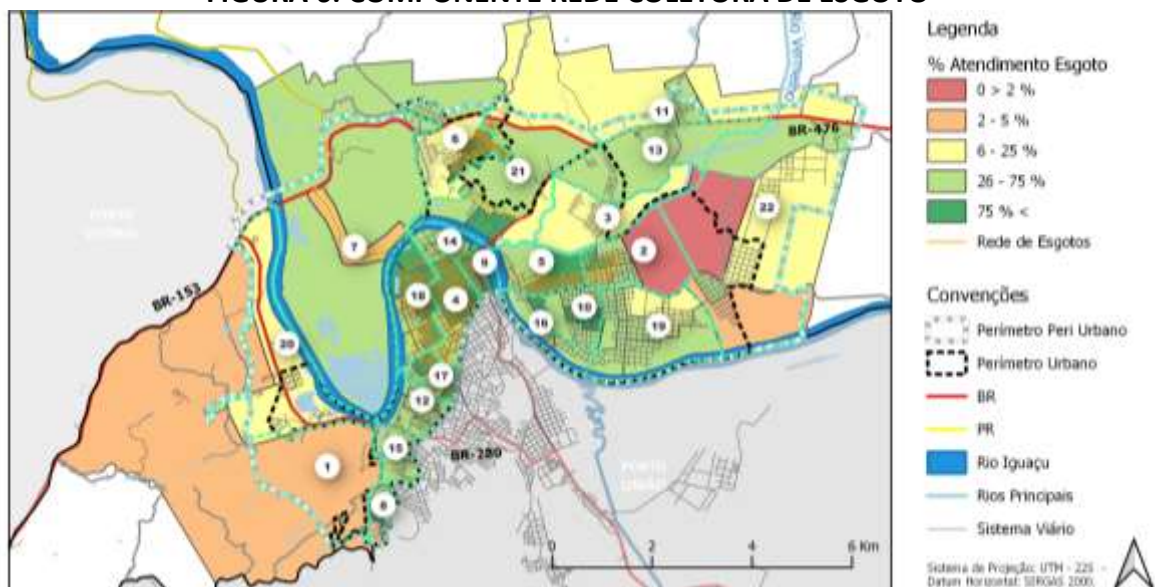 FIGURA 6: COMPONENTE REDE COLETORA DE ESGOTO
Legenda
% Atendimento Esgoto
0 > 2 %
2 - 5 %
6 - 25 %
26 - 75 %
75 % <
Rede de Esgotos
Convenções
Perímetro Peri Urbano
Perímetro Urbano
BR
PR
Rio Iguaçu
Rios Principais
Sistema Viário
Sistema de Projeção: UTM - 22S -
Datum Horizontal: SIRGAS 2000.
11
BR-476
6
13
21
22
3
2
14
7
9
5
BR-153
18
4
10
16
19
20
17
12
15
BR-280
1
PORTO
UNIÃO
8
0
2
4
6 Km